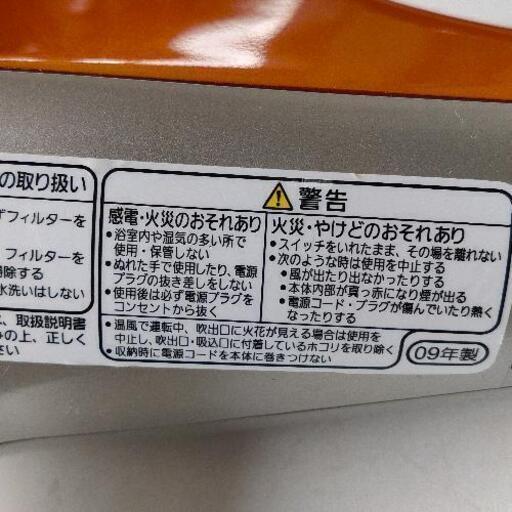 の取り扱い
フィルターを
フィルターを
掃除する
水洗いはしない
、取扱説明書
の上、正しく
さい
警告
感電・火災のおそれあり
•浴室内や湿気の多い所で
使用・保管しない
•ぬれた手で使用したり、電源
プラグの抜き差しをしない
•使用後は必ず電源プラグを
コンセントから抜く
火災・やけどのおそれあり
•スイッチをいれたまま、その場を離れない
•次のような時は使用を中止する
•風が出たり出なかったりする
•本体内部が真っ赤になり煙が出る
•電源コード・プラグが傷んでいたり熱く
なったりする
•温風で運転中、吹出口に火花が見える場合は使用を
中止し、吹出口・吸込口に付着しているホコリを取り除く
•収納時に電源コードを本体に巻きつけない
09年製